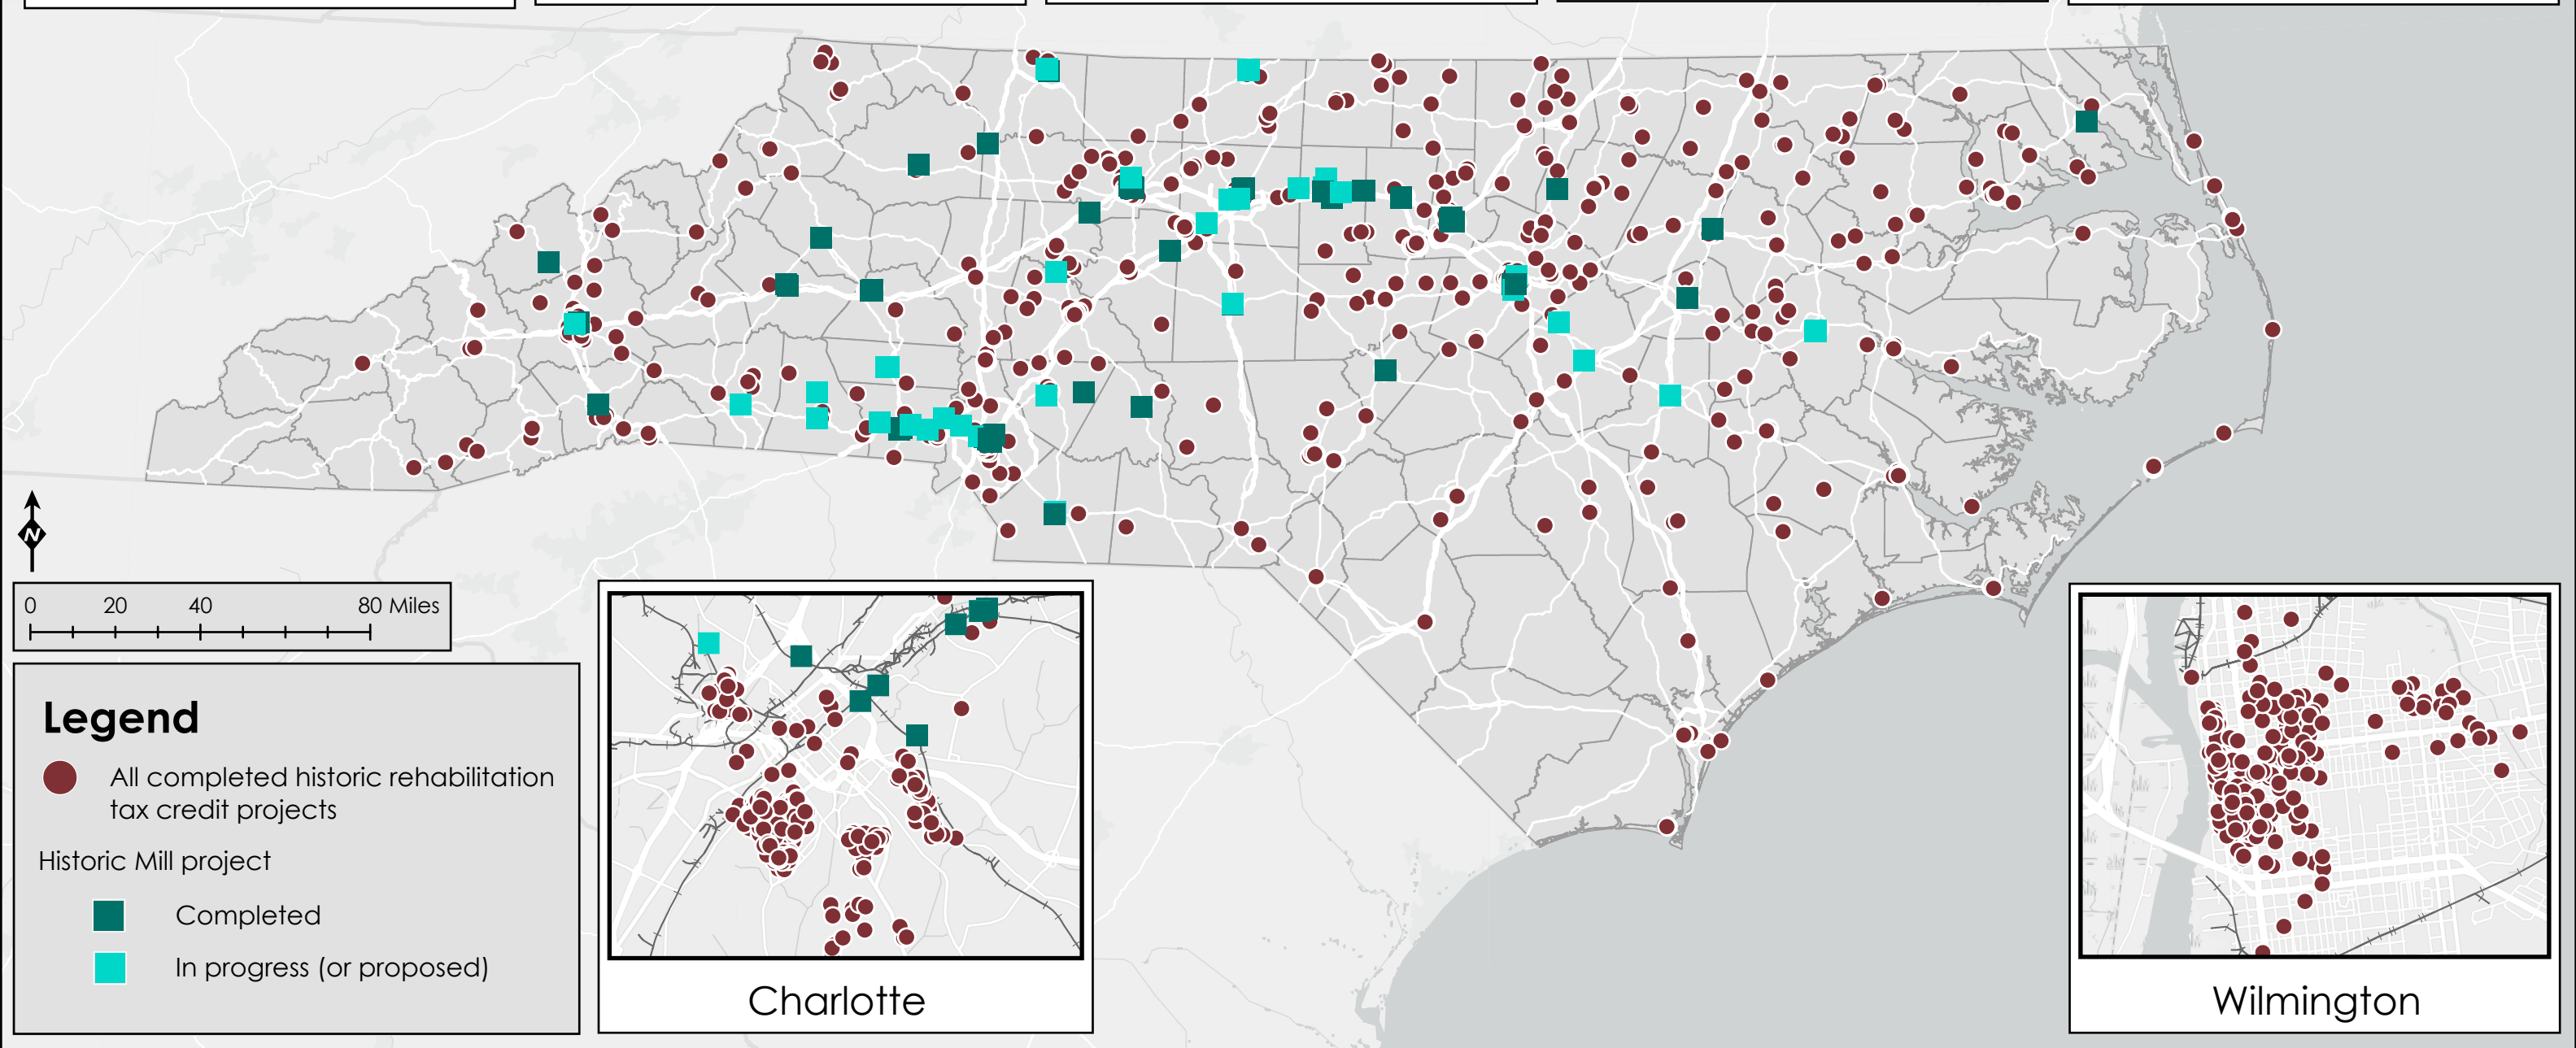 N
0 20 40 80 Miles
Legend
All completed historic rehabilitation
tax credit projects
Historic Mill project
Completed
In progress (or proposed)
Charlotte
Wilmington